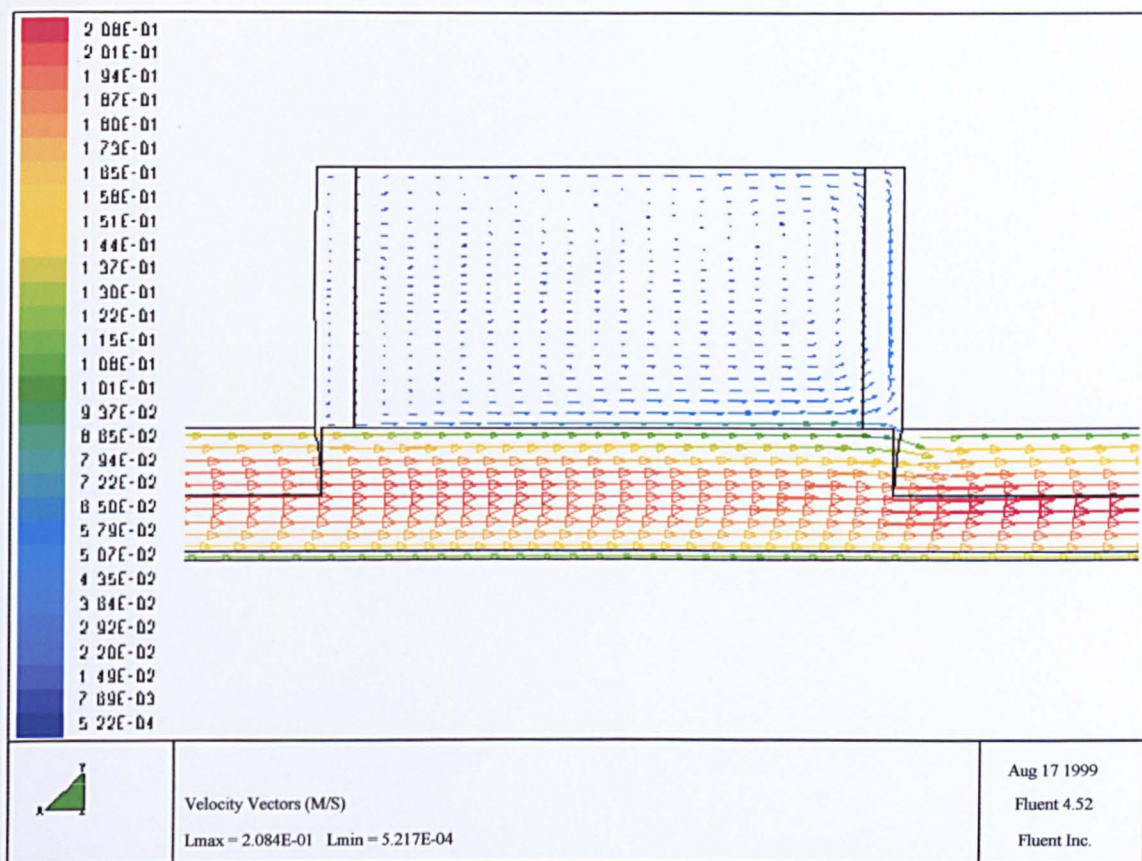 2 08E-01
2 01E-01
1 94E-01
1 87E-01
1 80E-01
1 73E-01
1 65E-01
1 58E-01
1 51E-01
1 44E-01
1 37E-01
1 30E-01
1 22E-01
1 15E-01
1 08E-01
1 01E-01
9 37E-02
8 65E-02
7 94E-02
7 22E-02
6 50E-02
5 79E-02
5 07E-02
4 35E-02
3 64E-02
2 92E-02
2 20E-02
1 49E-02
7 69E-03
5 22E-04
Y
X
Velocity Vectors (M/S)
Lmax = 2.084E-01 Lmin = 5.217E-04
Aug 17 1999
Fluent 4.52
Fluent Inc.